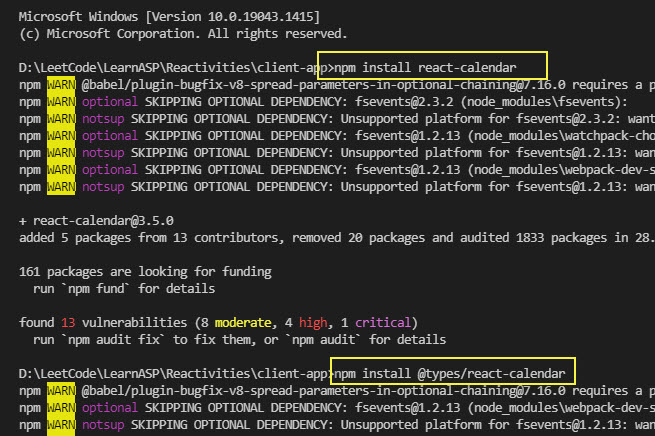 Microsoft Windows [Version 10.0.19043.1415]
(c) Microsoft Corporation. All rights reserved.
D:\LeetCode\LearnASP\Reactivities\client-app>npm install react-calendar
npm WARN @babel/plugin-bugfix-v8-spread-parameters-in-optional-chaining@7.16.0 requires a p
npm WARN optional SKIPPING OPTIONAL DEPENDENCY: fsevents@2.3.2 (node_modules\fsevents):
npm WARN notsup SKIPPING OPTIONAL DEPENDENCY: Unsupported platform for fsevents@2.3.2: want
npm WARN optional SKIPPING OPTIONAL DEPENDENCY: fsevents@1.2.13 (node_modules\watchpack-cho
npm WARN notsup SKIPPING OPTIONAL DEPENDENCY: Unsupported platform for fsevents@1.2.13: wan
npm WARN optional SKIPPING OPTIONAL DEPENDENCY: fsevents@1.2.13 (node_modules\webpack-dev-s
npm WARN notsup SKIPPING OPTIONAL DEPENDENCY: Unsupported platform for fsevents@1.2.13: wan
+ react-calendar@3.5.0
added 5 packages from 13 contributors, removed 20 packages and audited 1833 packages in 28.
161 packages are looking for funding
run `npm fund` for details
found 13 vulnerabilities (8 moderate, 4 high, 1 critical)
run `npm audit fix` to fix them, or `npm audit` for details
D:\LeetCode\LearnASP\Reactivities\client-app>npm install @types/react-calendar
npm WARN @babel/plugin-bugfix-v8-spread-parameters-in-optional-chaining@7.16.0 requires a p
npm WARN optional SKIPPING OPTIONAL DEPENDENCY: fsevents@1.2.13 (node_modules\webpack-dev-s
npm WARN notsup SKIPPING OPTIONAL DEPENDENCY: Unsupported platform for fsevents@1.2.13: wan